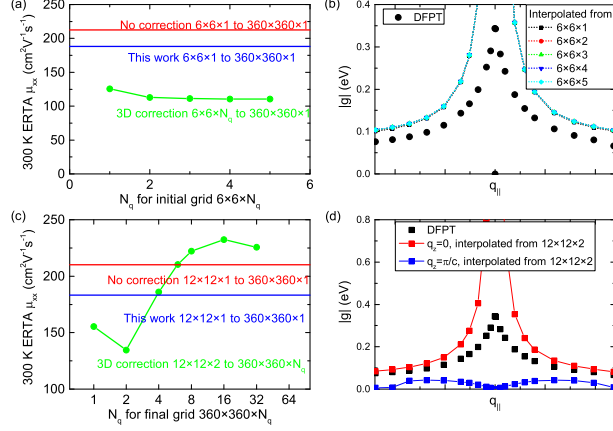 (a)
250
200
150
100
50
0
0
2
4
6
300 K ERTA μxx (cm²V⁻¹s⁻¹)
No correction 6×6×1 to 360×360×1
This work 6×6×1 to 360×360×1
3D correction 6×6×Nq to 360×360×1
Nq for initial grid 6×6×Nq
(b)
0.4
0.2
0.0
|g| (eV)
DFPT
Interpolated from
6×6×1
6×6×2
6×6×3
6×6×4
6×6×5
q||
(c)
250
225
200
175
150
125
1
2
4
8
16
32
64
300 K ERTA μxx (cm²V⁻¹s⁻¹)
No correction 12×12×1 to 360×360×1
This work 12×12×1 to 360×360×1
3D correction 12×12×2 to 360×360×Nq
Nq for final grid 360×360×Nq
(d)
0.8
0.6
0.4
0.2
0.0
|g| (eV)
DFPT
qz=0, interpolated from 12×12×2
qz=π/c, interpolated from 12×12×2
q||